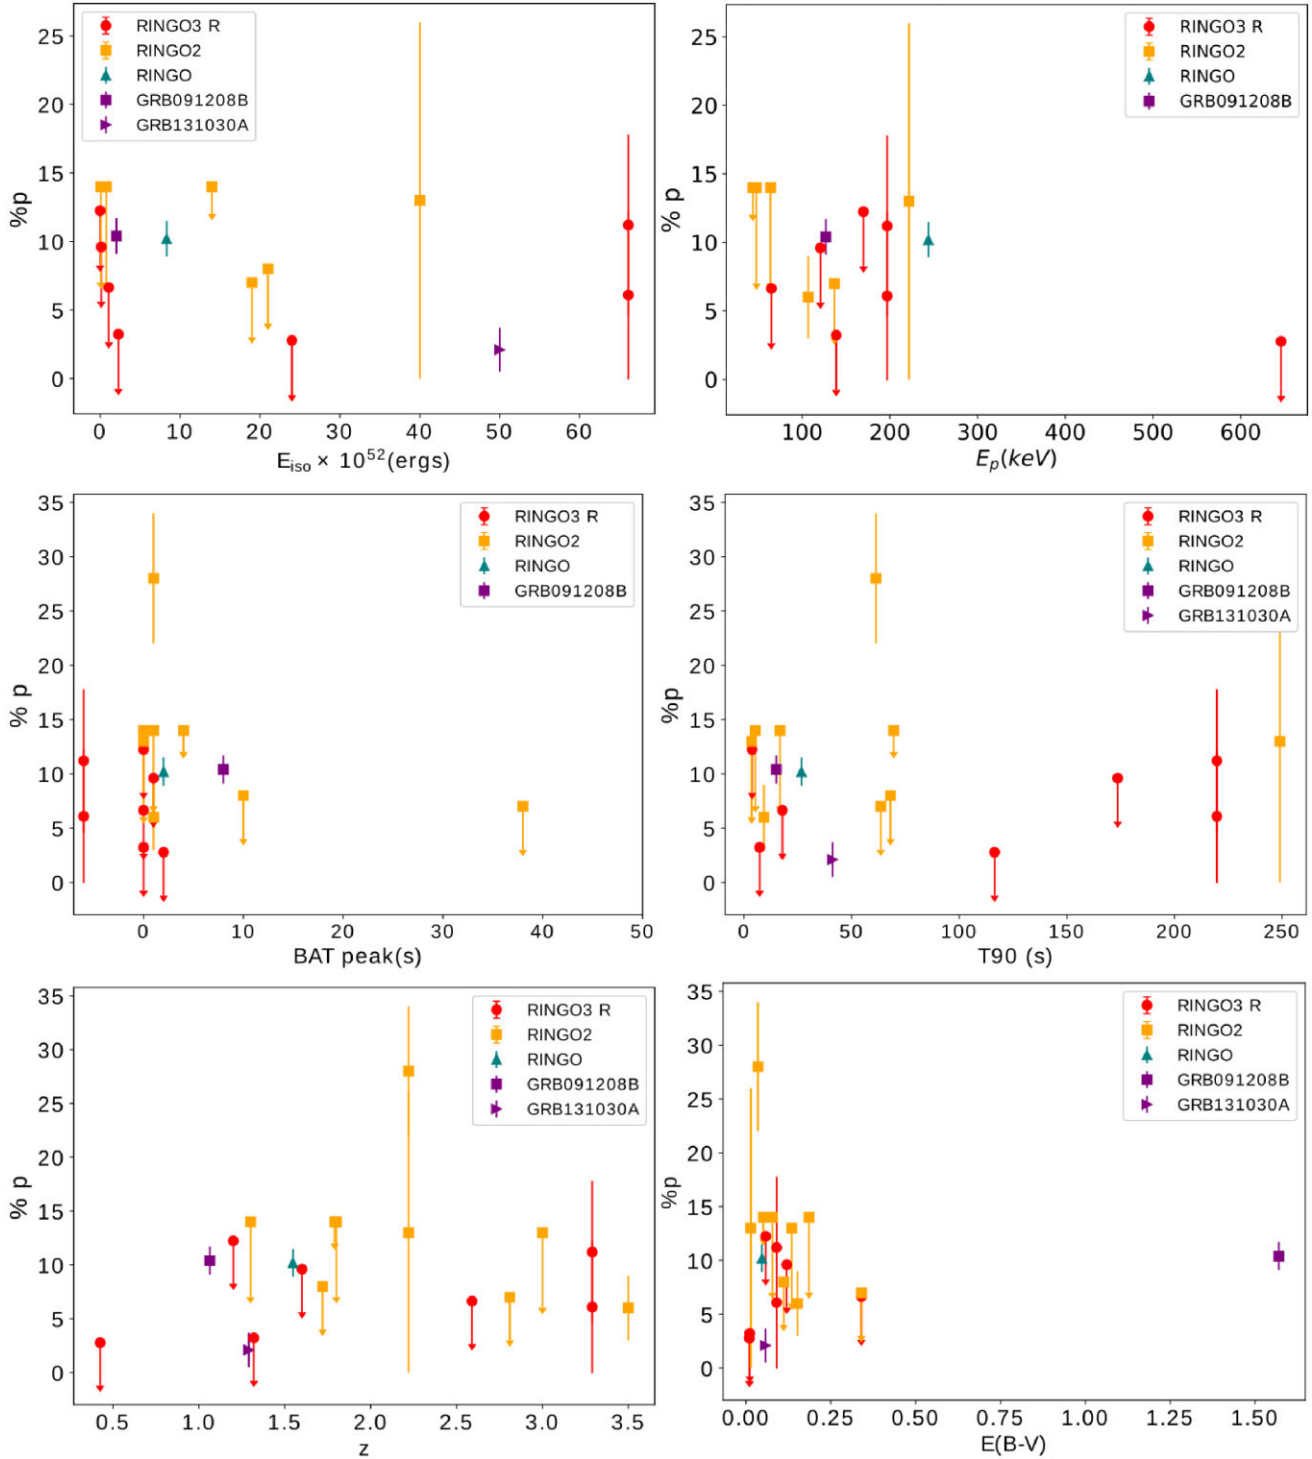 RINGO3 R
RINGO2
RINGO
GRB091208B
GRB131030A
25
20
15
10
5
0
%p
0 10 20 30 40 50 60
E_iso × 10^52(ergs)
RINGO3 R
RINGO2
RINGO
GRB091208B
25
20
15
10
5
0
% p
100 200 300 400 500 600
E_p(keV)
RINGO3 R
RINGO2
RINGO
GRB091208B
35
30
25
20
15
10
5
0
% p
0 10 20 30 40 50
BAT peak(s)
RINGO3 R
RINGO2
RINGO
GRB091208B
GRB131030A
35
30
25
20
15
10
5
0
%p
0 50 100 150 200 250
T90 (s)
RINGO3 R
RINGO2
RINGO
GRB091208B
GRB131030A
35
30
25
20
15
10
5
0
% p
0.5 1.0 1.5 2.0 2.5 3.0 3.5
z
RINGO3 R
RINGO2
RINGO
GRB091208B
GRB131030A
35
30
25
20
15
10
5
0
%p
0.00 0.25 0.50 0.75 1.00 1.25 1.50
E(B-V)